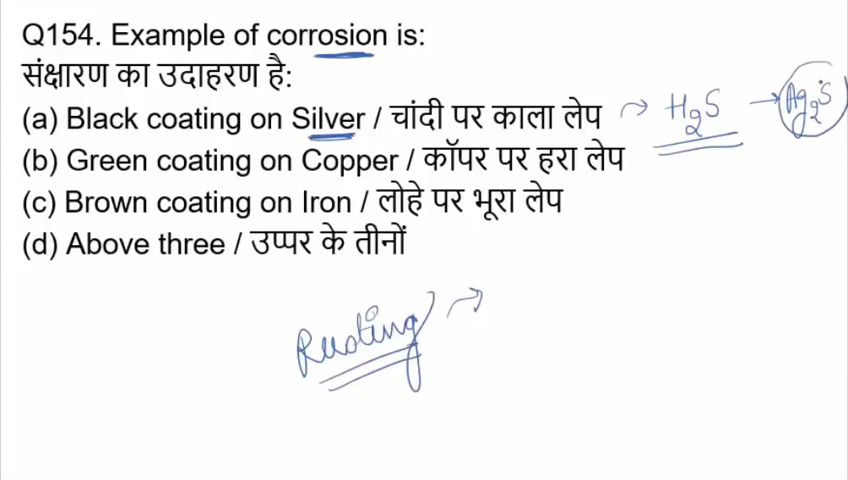 Q154. Example of corrosion is:
संक्षारण का उदाहरण है:
(a) Black coating on Silver / चांदी पर काला लेप → H₂S → Ag₂S
(b) Green coating on Copper / कॉपर पर हरा लेप
(c) Brown coating on Iron / लोहे पर भूरा लेप
(d) Above three / उप्पर के तीनों
Rusting →